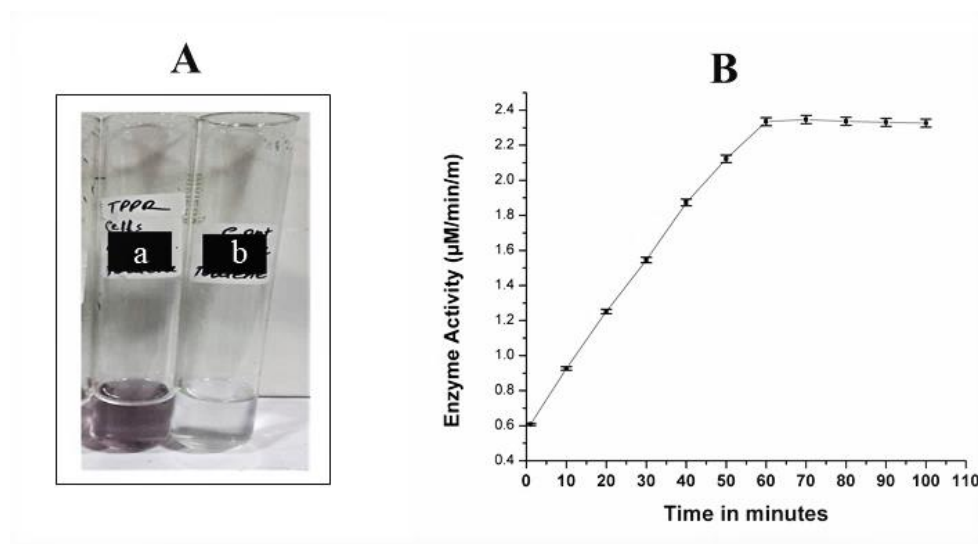 A
B
TPPR
Cells
a
b
Toluene
2.4
2.2
2.0
1.8
1.6
1.4
1.2
1.0
0.8
0.6
0.4
Enzyme Activity (µM/min/m)
0 10 20 30 40 50 60 70 80 90 100 110
Time in minutes